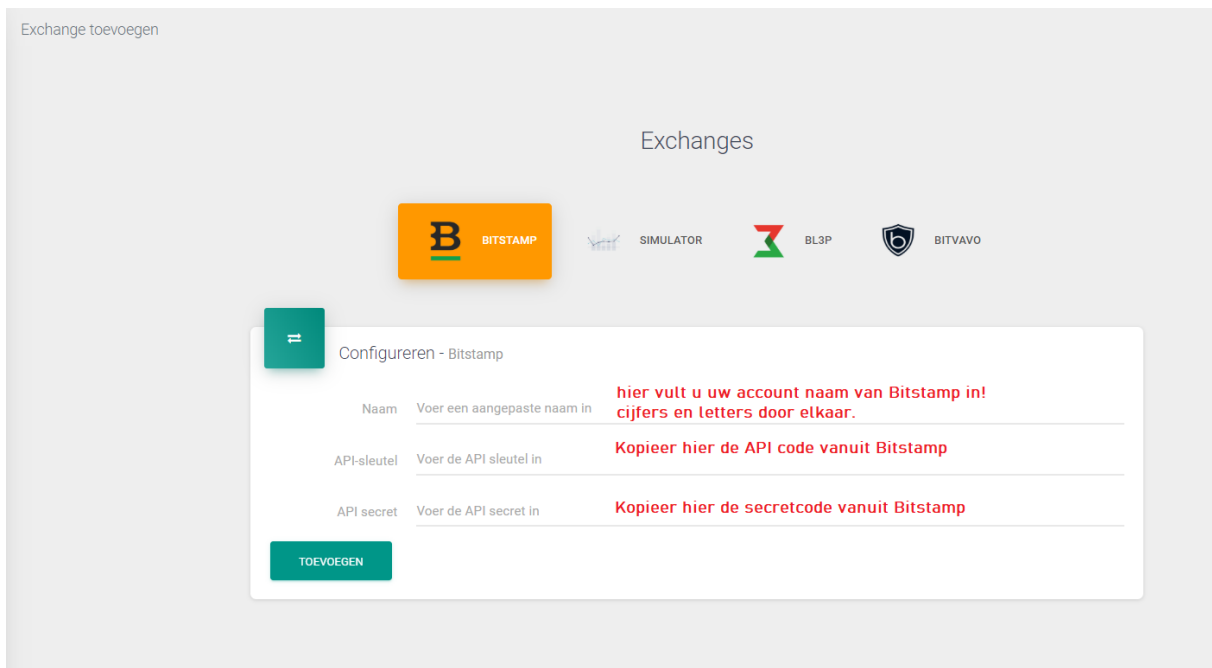 Exchange toevoegen
Exchanges
BITSTAMP
SIMULATOR
BL3P
BITVAVO
Configureren - Bitstamp
Naam
Voer een aangepaste naam in
hier vult u uw account naam van Bitstamp in!
cijfers en letters door elkaar.
API-sleutel
Voer de API sleutel in
Kopieer hier de API code vanuit Bitstamp
API secret
Voer de API secret in
Kopieer hier de secretcode vanuit Bitstamp
TOEVOEGEN